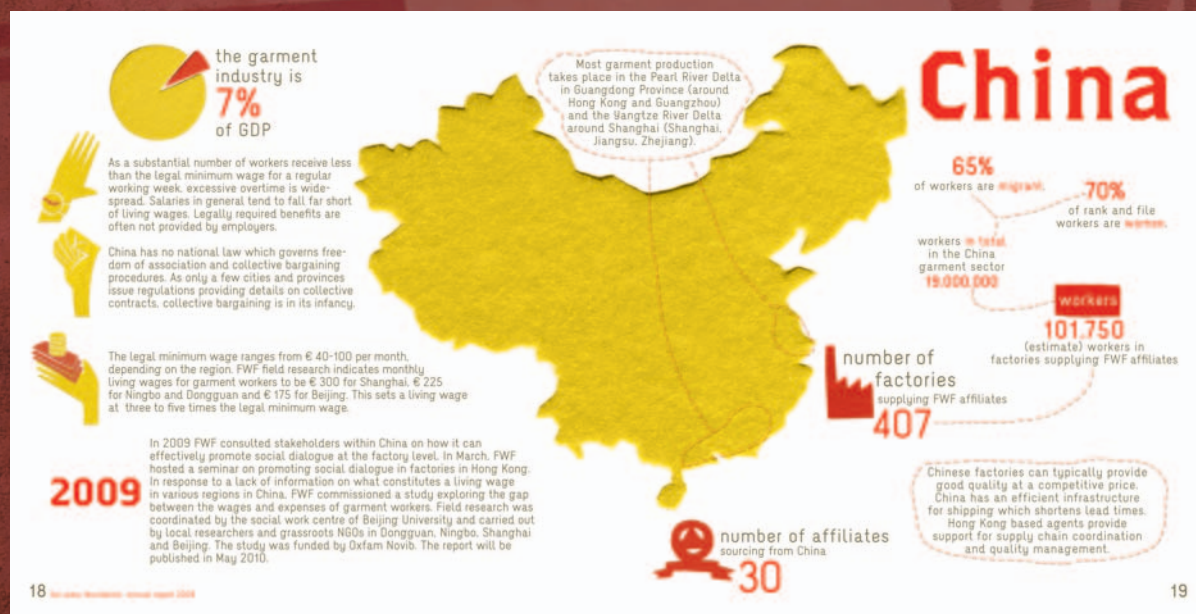 the garment
industry is
7%
of GDP
As a substantial number of workers receive less
than the legal minimum wage for a regular
working week, excessive overtime is wide-
spread. Salaries in general tend to fall far short
of living wages. Legally required benefits are
often not provided by employers.
China has no national law which governs free-
dom of association and collective bargaining
procedures. As only a few cities and provinces
issue regulations providing details on collective
contracts, collective bargaining is in its infancy.
The legal minimum wage ranges from € 40-100 per month,
depending on the region. FWF field research indicates monthly
living wages for garment workers to be € 300 for Shanghai, € 225
for Ningbo and Dongguan and € 175 for Beijing. This sets a living wage
at three to five times the legal minimum wage.
2009
In 2009 FWF consulted stakeholders within China on how it can
effectively promote social dialogue at the factory level. In March, FWF
hosted a seminar on promoting social dialogue in factories in Hong Kong.
In response to a lack of information on what constitutes a living wage
in various regions in China, FWF commissioned a study exploring the gap
between the wages and expenses of garment workers. Field research was
coordinated by the social work centre of Beijing University and carried out
by local researchers and grassroots NGOs in Dongguan, Ningbo, Shanghai
and Beijing. The study was funded by Oxfam Novib. The report will be
published in May 2010.
18
Most garment production
takes place in the Pearl River Delta
in Guangdong Province (around
Hong Kong and Guangzhou)
and the Yangtze River Delta
around Shanghai (Shanghai,
Jiangsu, Zhejiang).
China
65%
of workers are migrant.
70%
of rank and file
workers are women.
workers in total
in the China
garment sector
19.000.000
workers
101.750
(estimate) workers in
factories supplying FWF affiliates
number of
factories
supplying FWF affiliates
407
Chinese factories can typically provide
good quality at a competitive price.
China has an efficient infrastructure
for shipping which shortens lead times.
Hong Kong based agents provide
support for supply chain coordination
and quality management.
number of affiliates
sourcing from China
30
19